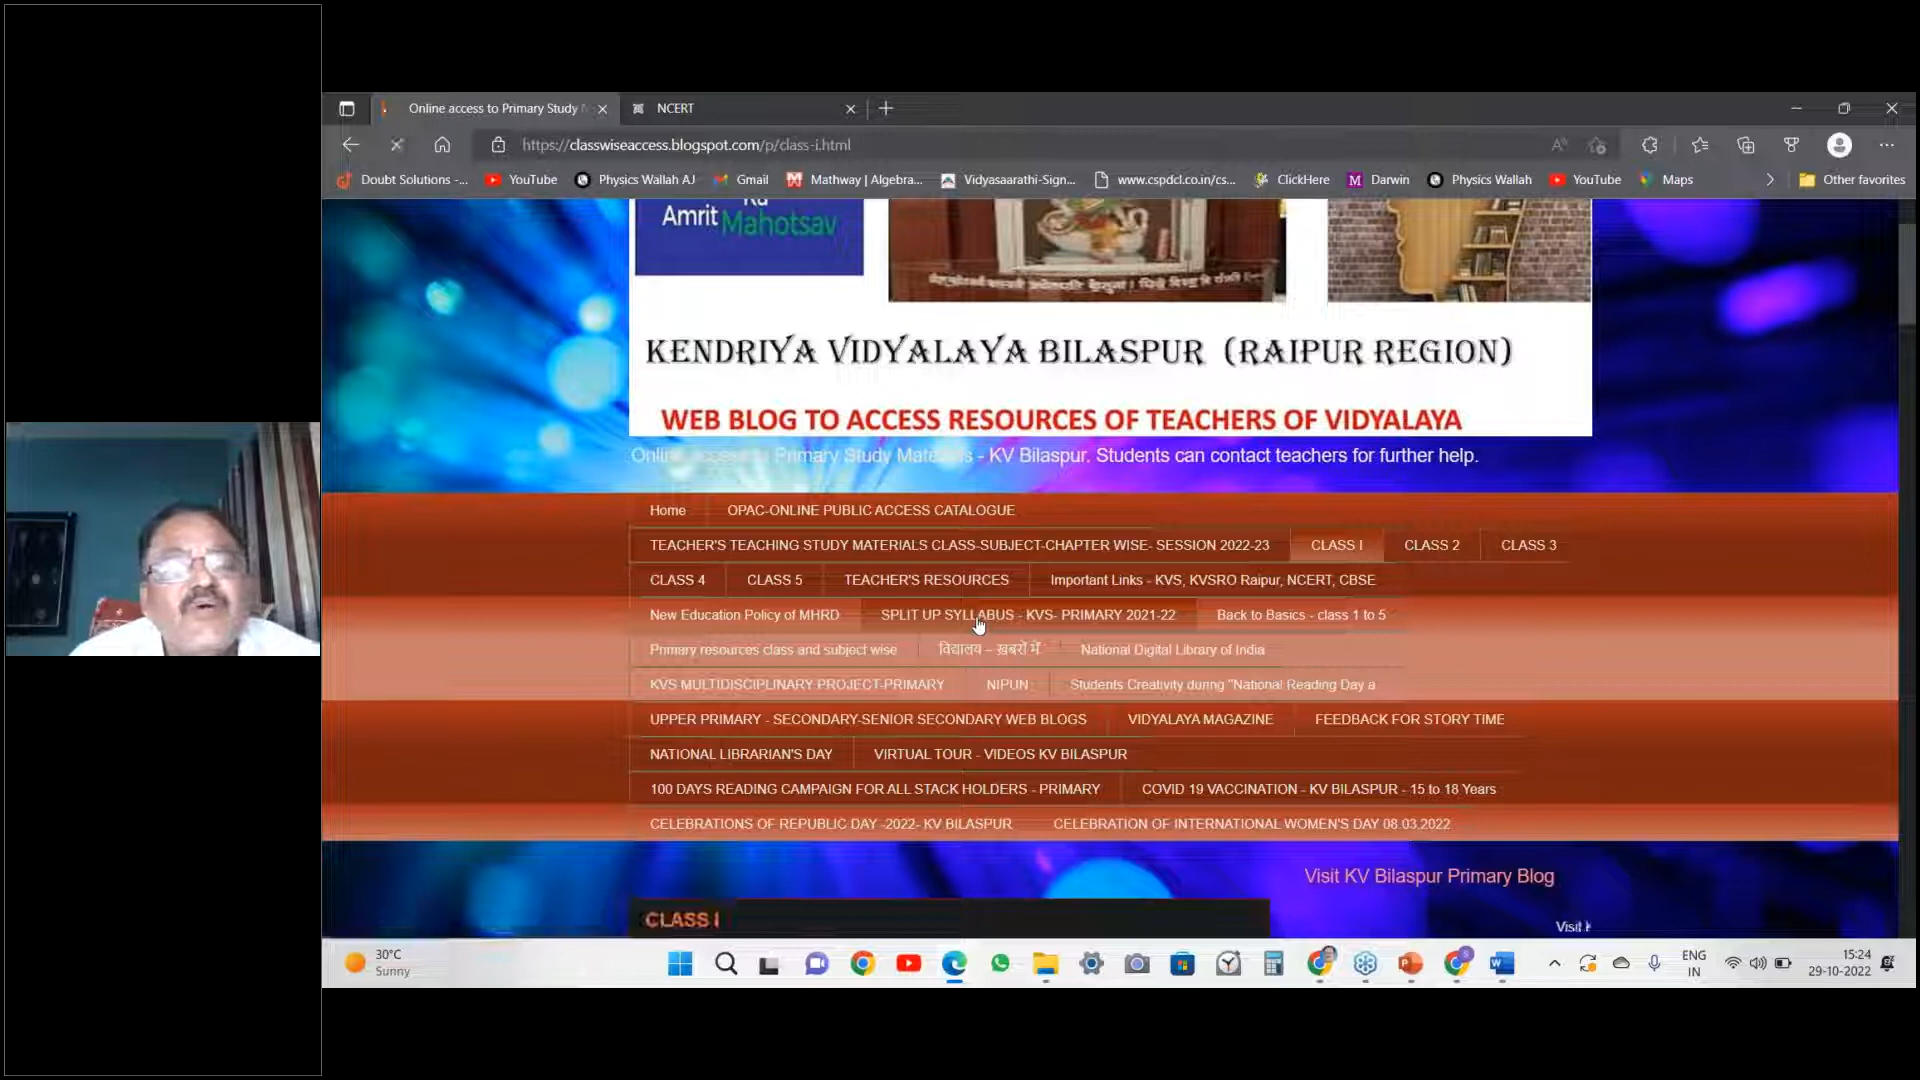 Online access to Primary Study
NCERT
https://classwiseaccess.blogspot.com/p/class-i.html
Doubt Solutions -... YouTube Physics Wallah AJ Gmail Mathway | Algebra... Vidyasaarathi-Sign... www.cspdcl.co.in/cs... ClickHere Darwin Physics Wallah YouTube Maps Other favorites
Amrit Mahotsav
KENDRIYA VIDYALAYA BILASPUR (RAIPUR REGION)
WEB BLOG TO ACCESS RESOURCES OF TEACHERS OF VIDYALAYA
Online access to Primary Study Materials - KV Bilaspur. Students can contact teachers for further help.
Home OPAC-ONLINE PUBLIC ACCESS CATALOGUE
TEACHER'S TEACHING STUDY MATERIALS CLASS-SUBJECT-CHAPTER WISE- SESSION 2022-23 CLASS I CLASS 2 CLASS 3
CLASS 4 CLASS 5 TEACHER'S RESOURCES Important Links - KVS, KVSRO Raipur, NCERT, CBSE
New Education Policy of MHRD SPLIT UP SYLLABUS - KVS- PRIMARY 2021-22 Back to Basics - class 1 to 5
Primary resources class and subject wise विद्यालय – ख़बरों में National Digital Library of India
KVS MULTIDISCIPLINARY PROJECT-PRIMARY NIPUN Students Creativity during "National Reading Day a
UPPER PRIMARY - SECONDARY-SENIOR SECONDARY WEB BLOGS VIDYALAYA MAGAZINE FEEDBACK FOR STORY TIME
NATIONAL LIBRARIAN'S DAY VIRTUAL TOUR - VIDEOS KV BILASPUR
100 DAYS READING CAMPAIGN FOR ALL STACK HOLDERS - PRIMARY COVID 19 VACCINATION - KV BILASPUR - 15 to 18 Years
CELEBRATIONS OF REPUBLIC DAY -2022- KV BILASPUR CELEBRATION OF INTERNATIONAL WOMEN'S DAY 08.03.2022
Visit KV Bilaspur Primary Blog
CLASS I
Visit
30°C
Sunny
ENG
IN
15:24
29-10-2022